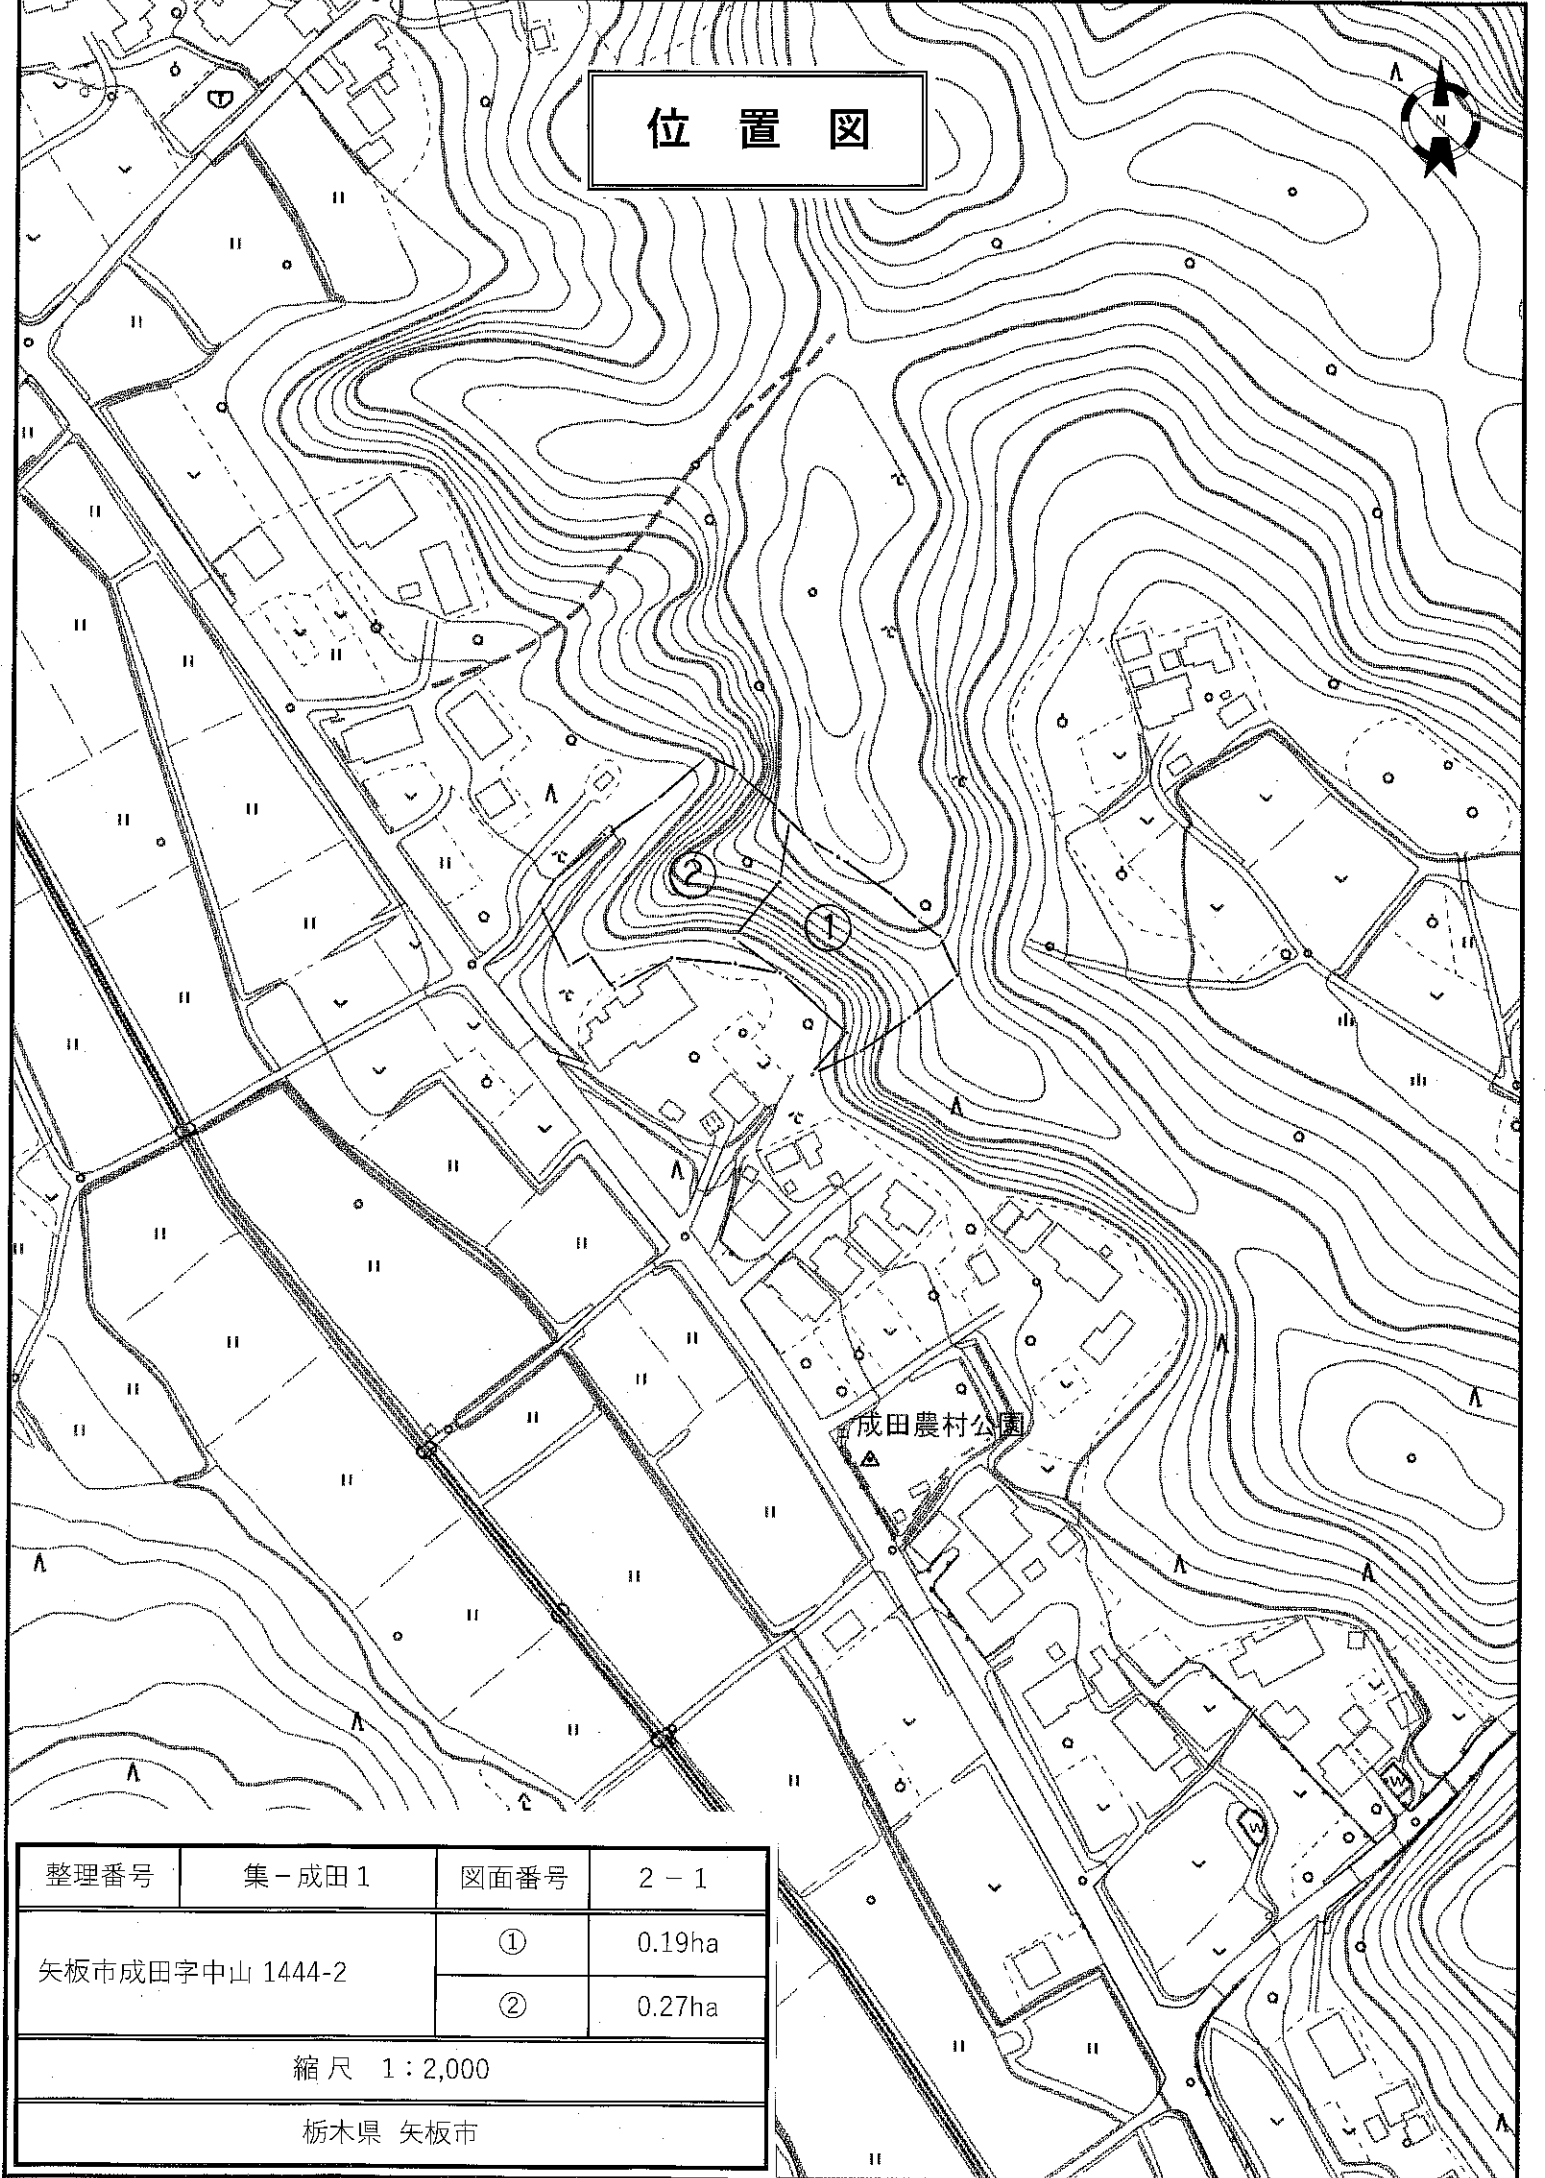 位 置 図
N
②
①
成田農村公園
W
W
整理番号 集－成田１ 図面番号 ２－１
矢板市成田字中山 1444-2
① 0.19ha
② 0.27ha
縮 尺 1：2,000
栃木県 矢板市